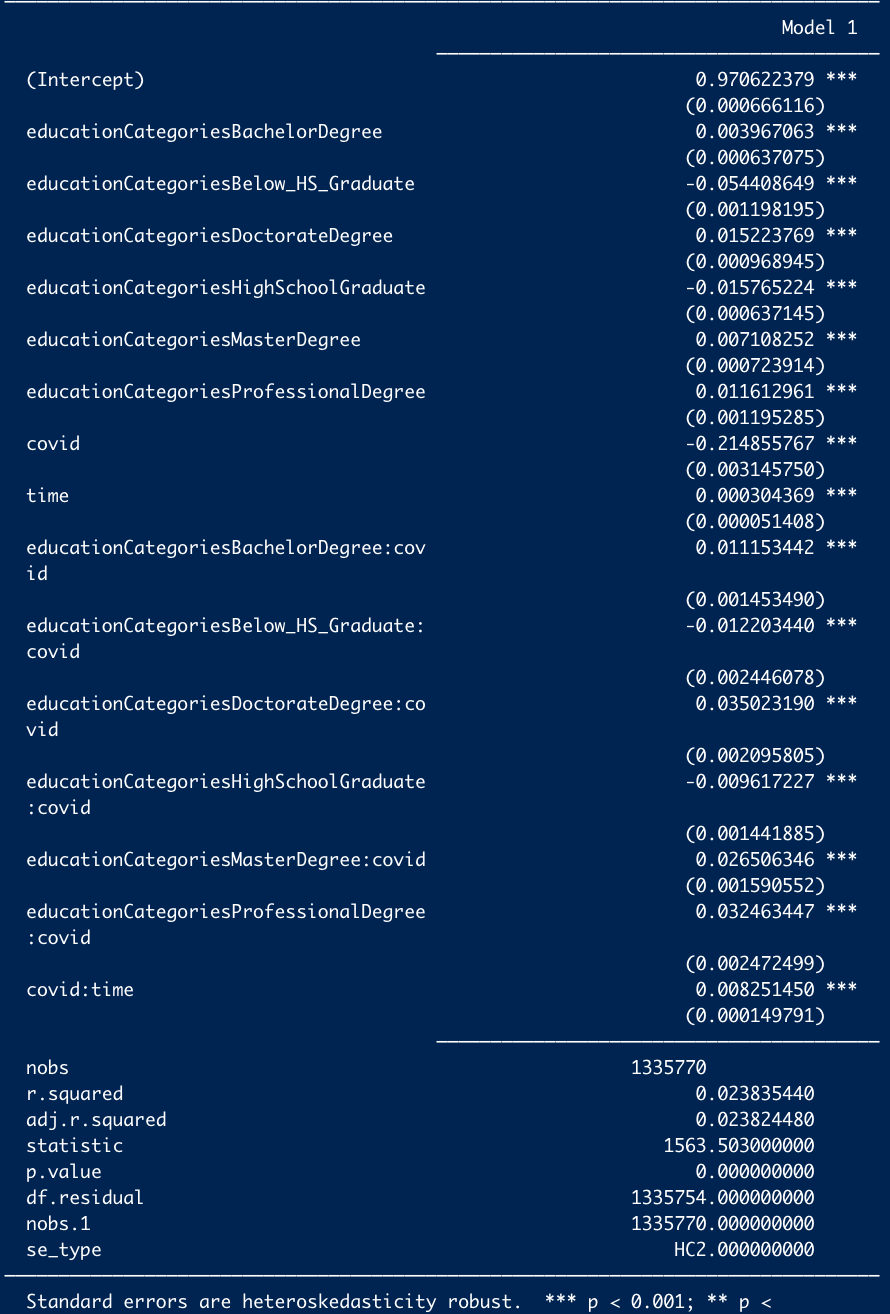 Model 1
(Intercept) 0.970622379 ***
(0.000666116)
educationCategoriesBachelorDegree 0.003967063 ***
(0.000637075)
educationCategoriesBelow_HS_Graduate -0.054408649 ***
(0.001198195)
educationCategoriesDoctorateDegree 0.015223769 ***
(0.000968945)
educationCategoriesHighSchoolGraduate -0.015765224 ***
(0.000637145)
educationCategoriesMasterDegree 0.007108252 ***
(0.000723914)
educationCategoriesProfessionalDegree 0.011612961 ***
(0.001195285)
covid -0.214855767 ***
(0.003145750)
time 0.000304369 ***
(0.000051408)
educationCategoriesBachelorDegree:cov 0.011153442 ***
id
(0.001453490)
educationCategoriesBelow_HS_Graduate: -0.012203440 ***
covid
(0.002446078)
educationCategoriesDoctorateDegree:co 0.035023190 ***
vid
(0.002095805)
educationCategoriesHighSchoolGraduate -0.009617227 ***
:covid
(0.001441885)
educationCategoriesMasterDegree:covid 0.026506346 ***
(0.001590552)
educationCategoriesProfessionalDegree 0.032463447 ***
:covid
(0.002472499)
covid:time 0.008251450 ***
(0.000149791)
nobs 1335770
r.squared 0.023835440
adj.r.squared 0.023824480
statistic 1563.503000000
p.value 0.000000000
df.residual 1335754.000000000
nobs.1 1335770.000000000
se_type HC2.000000000
Standard errors are heteroskedasticity robust. *** p < 0.001; ** p <